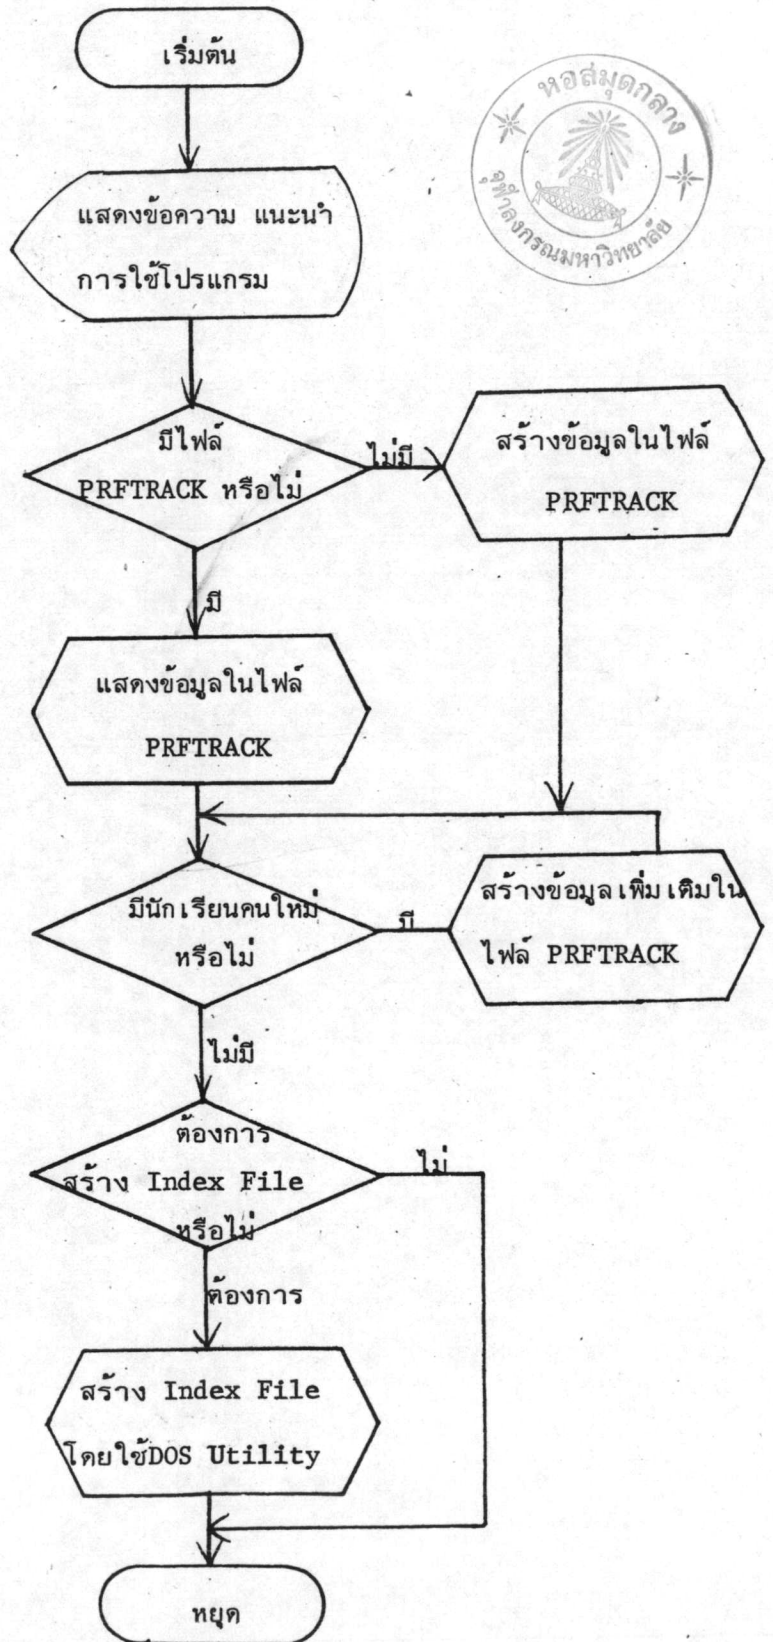 เริ่มต้น
หอสมุดกลาง
จุฬาลงกรณมหาวิทยาลัย
แสดงข้อความ แนะนำ
การใช้โปรแกรม
มีไฟล์
PRFTRACK หรือไม่
ไม่มี
สร้างข้อมูลในไฟล์
PRFTRACK
มี
แสดงข้อมูลในไฟล์
PRFTRACK
มีนักเรียนคนใหม่
หรือไม่
มี
สร้างข้อมูลเพิ่มเติมใน
ไฟล์ PRFTRACK
ไม่มี
ต้องการ
สร้าง Index File
หรือไม่
ไม่
ต้องการ
สร้าง Index File
โดยใช้DOS Utility
หยุด